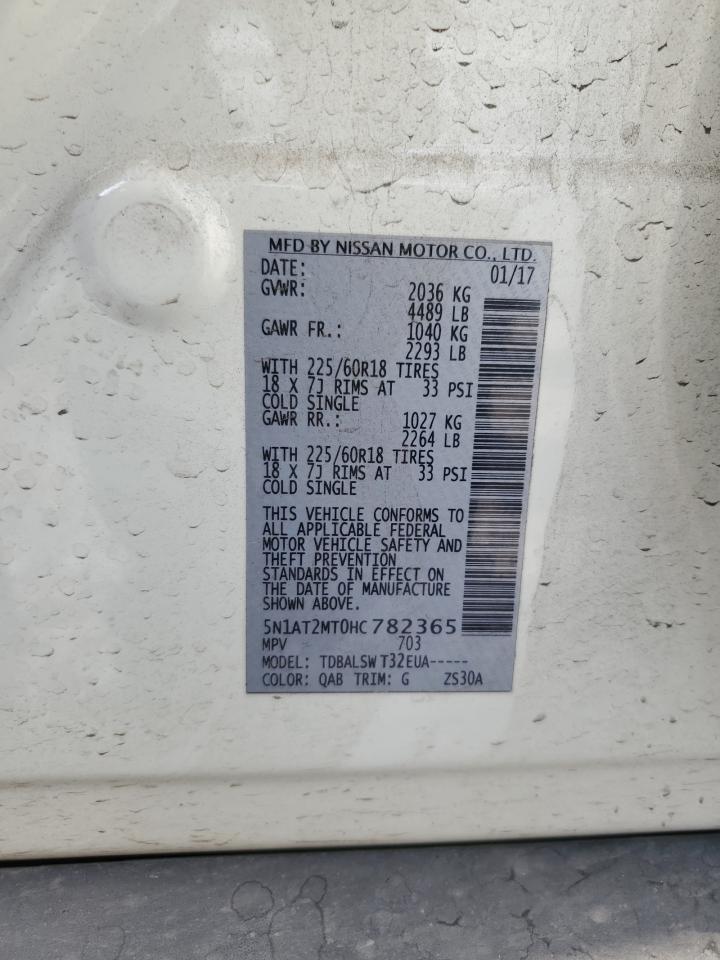 MFD BY NISSAN MOTOR CO., LTD.
DATE: 01/17
GVWR: 2036 KG
4489 LB
GAWR FR.: 1040 KG
2293 LB
WITH 225/60R18 TIRES
18 X 7J RIMS AT 33 PSI
COLD SINGLE
GAWR RR.: 1027 KG
2264 LB
WITH 225/60R18 TIRES
18 X 7J RIMS AT 33 PSI
COLD SINGLE
THIS VEHICLE CONFORMS TO
ALL APPLICABLE FEDERAL
MOTOR VEHICLE SAFETY AND
THEFT PREVENTION
STANDARDS IN EFFECT ON
THE DATE OF MANUFACTURE
SHOWN ABOVE.
5N1AT2MT0HC782365
MPV 703
MODEL: TDBALSW T32EUA-----
COLOR: QAB TRIM: G ZS30A